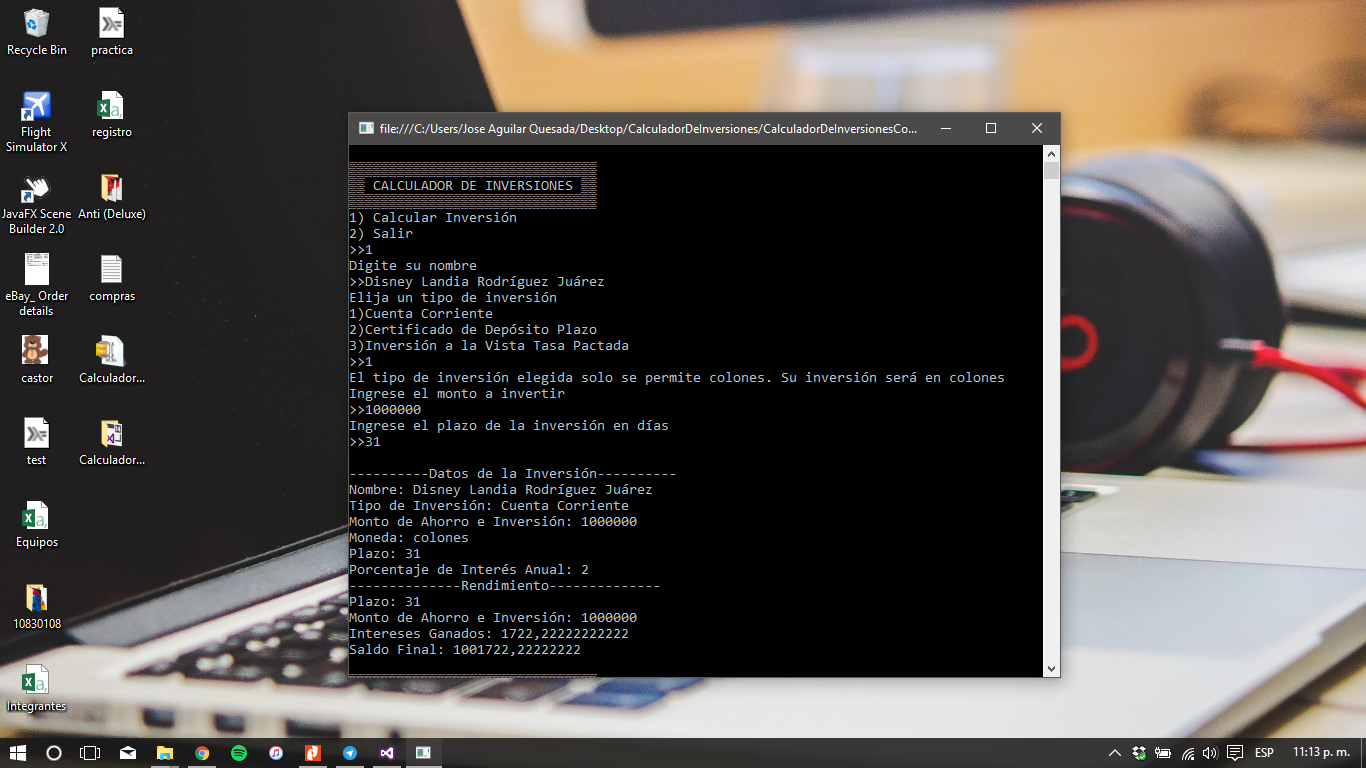 Recycle Bin
practica
Flight
Simulator X
registro
JavaFX Scene
Builder 2.0
Anti (Deluxe)
eBay_ Order
details
compras
castor
Calculador...
test
Calculador...
Equipos
10830108
Integrantes
file:///C:/Users/Jose Aguilar Quesada/Desktop/CalculadorDeInversiones/CalculadorDeInversionesCo...
CALCULADOR DE INVERSIONES
1) Calcular Inversión
2) Salir
>>1
Digite su nombre
>>Disney Landia Rodríguez Juárez
Elija un tipo de inversión
1)Cuenta Corriente
2)Certificado de Depósito Plazo
3)Inversión a la Vista Tasa Pactada
>>1
El tipo de inversión elegida solo se permite colones. Su inversión será en colones
Ingrese el monto a invertir
>>1000000
Ingrese el plazo de la inversión en días
>>31
----------Datos de la Inversión----------
Nombre: Disney Landia Rodríguez Juárez
Tipo de Inversión: Cuenta Corriente
Monto de Ahorro e Inversión: 1000000
Moneda: colones
Plazo: 31
Porcentaje de Interés Anual: 2
--------------Rendimiento--------------
Plazo: 31
Monto de Ahorro e Inversión: 1000000
Intereses Ganados: 1722,22222222222
Saldo Final: 1001722,22222222
ESP
11:13 p. m.